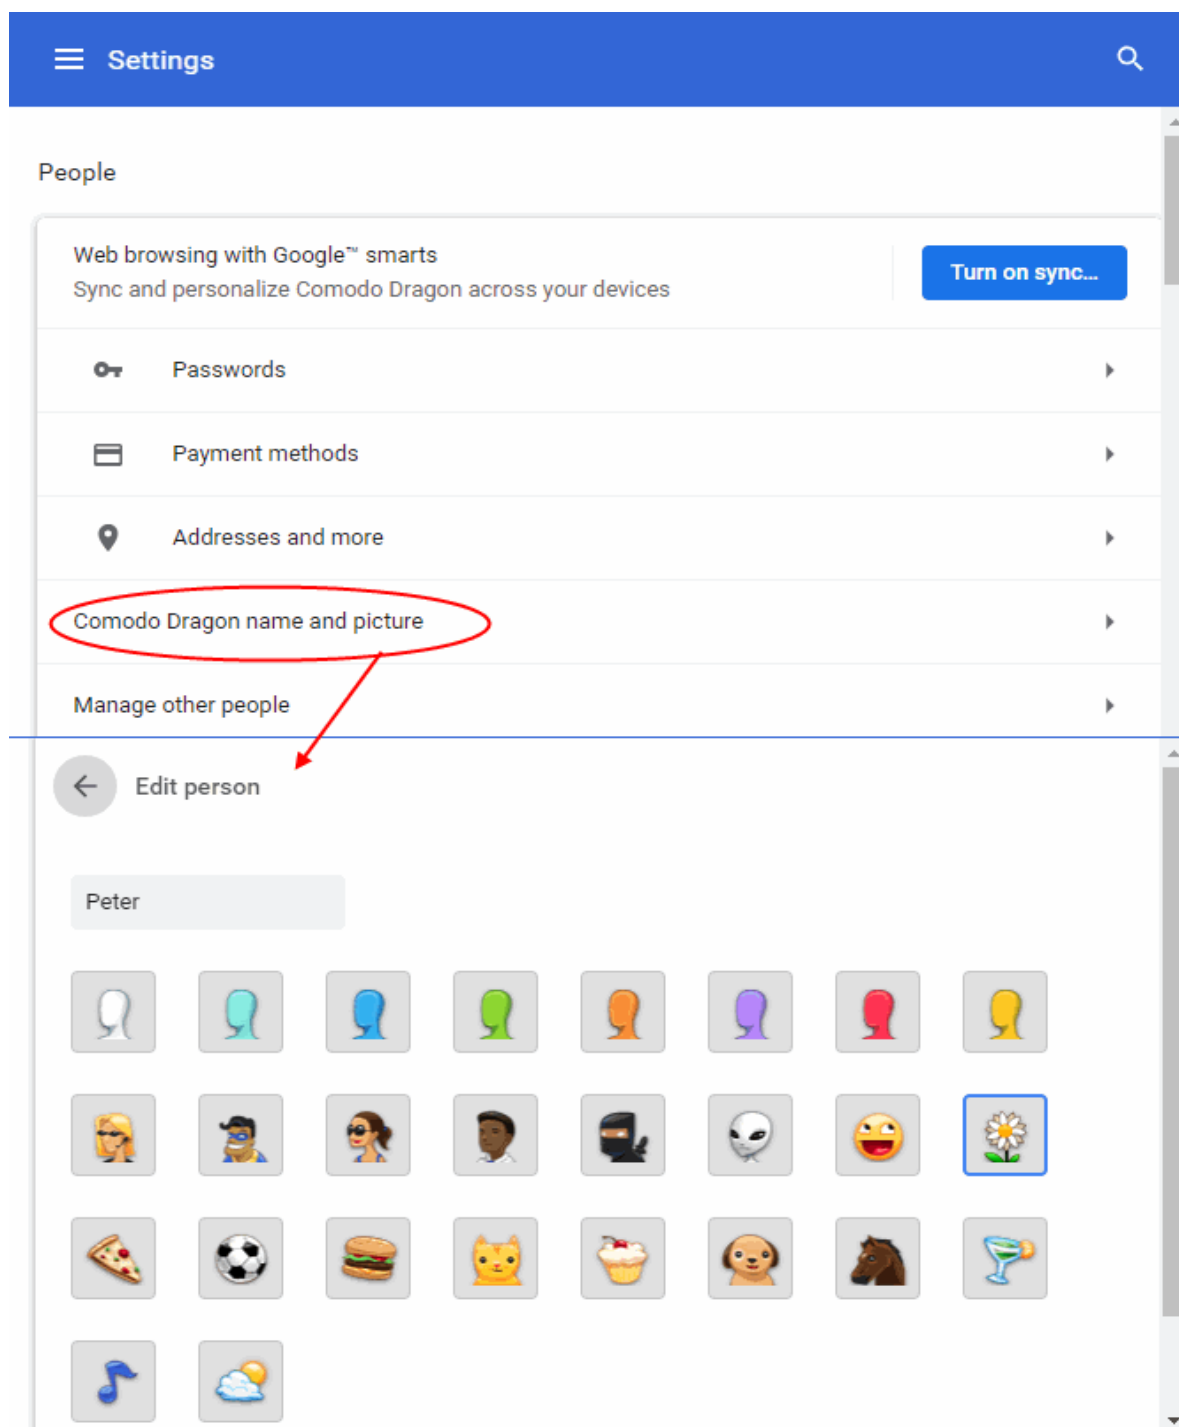 Settings
People
Web browsing with Google™ smarts
Sync and personalize Comodo Dragon across your devices
Turn on sync...
Passwords
Payment methods
Addresses and more
Comodo Dragon name and picture
Manage other people
Edit person
Peter